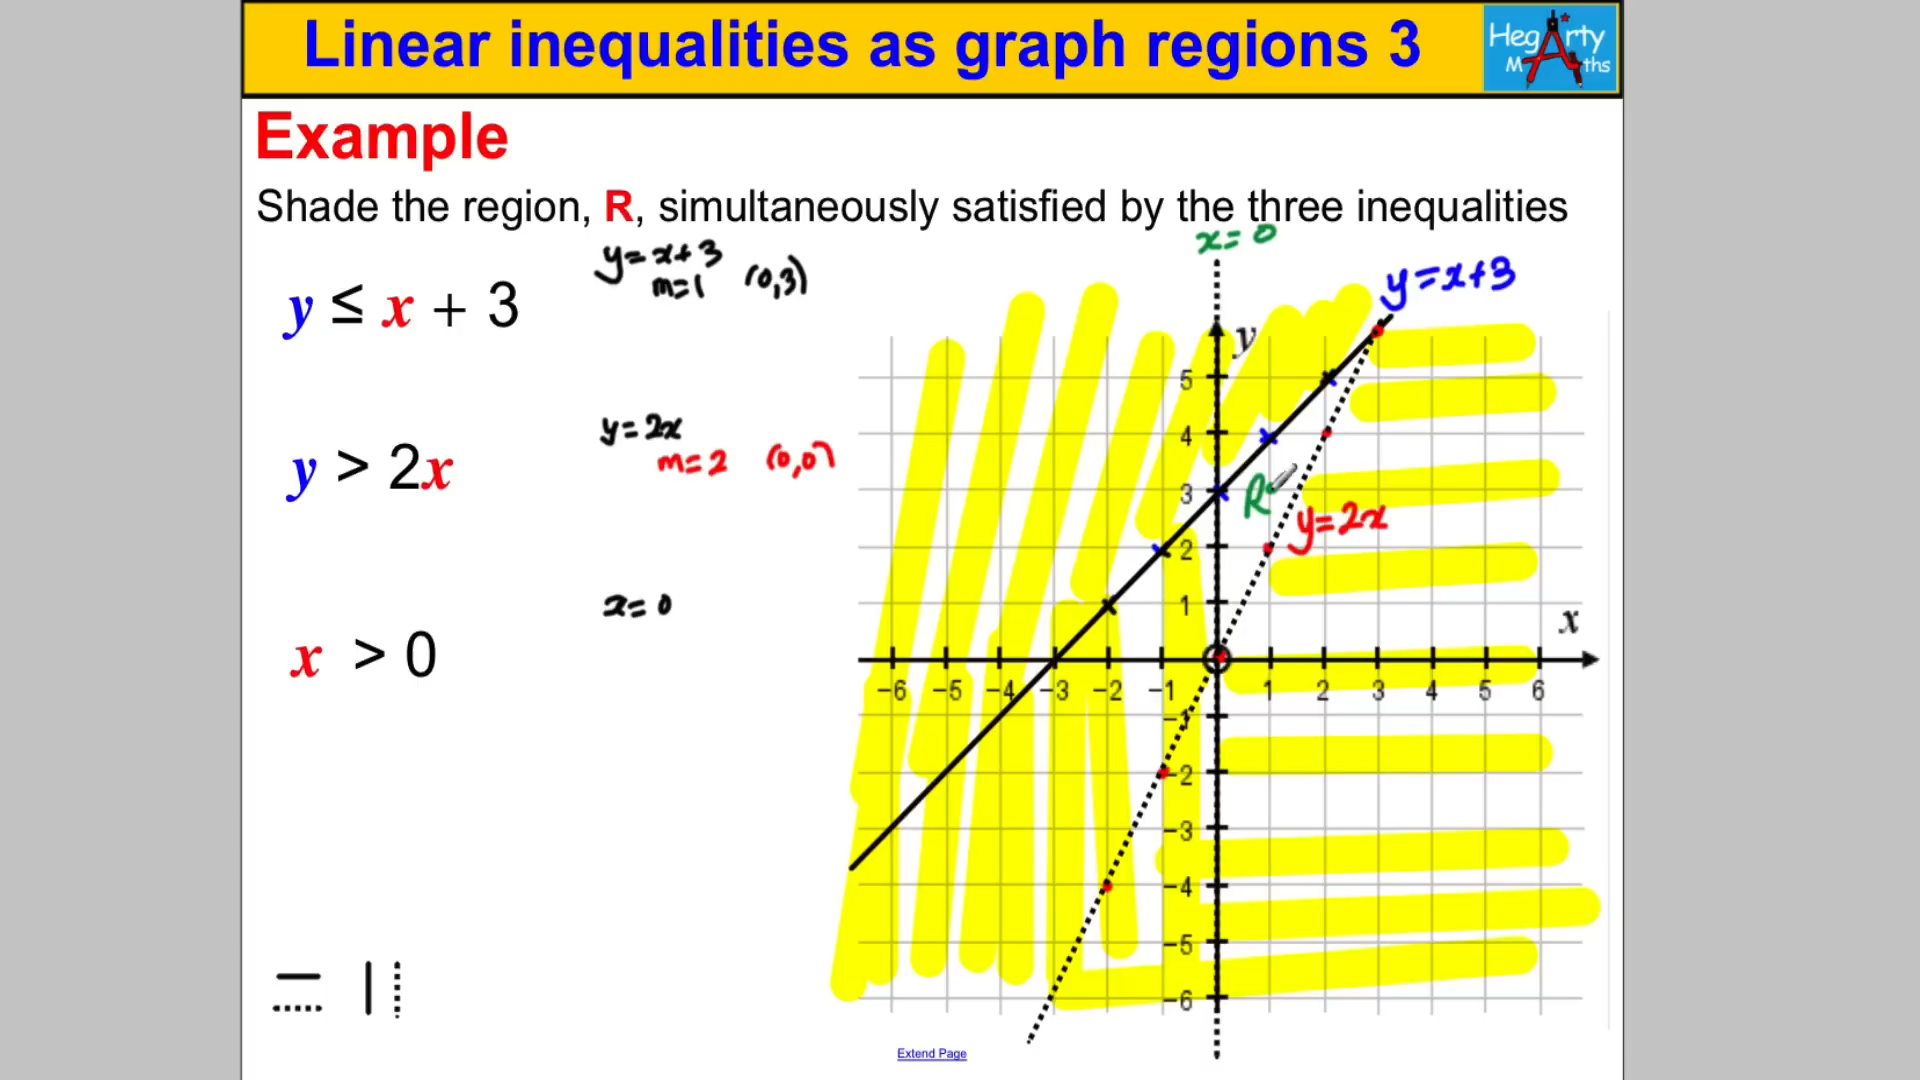 Linear inequalities as graph regions 3
HegArty
Maths
Example
Shade the region, R, simultaneously satisfied by the three inequalities
y ≤ x + 3
y = x + 3
m = 1 (0,3)
x = 0
y = x + 3
y
y > 2x
y = 2x
m = 2 (0,0)
R
y = 2x
x > 0
x = 0
x
5
4
3
2
1
−6 −5 −4 −3 −2 −1 1 2 3 4 5 6
−1
−2
−3
−4
−5
−6
Extend Page